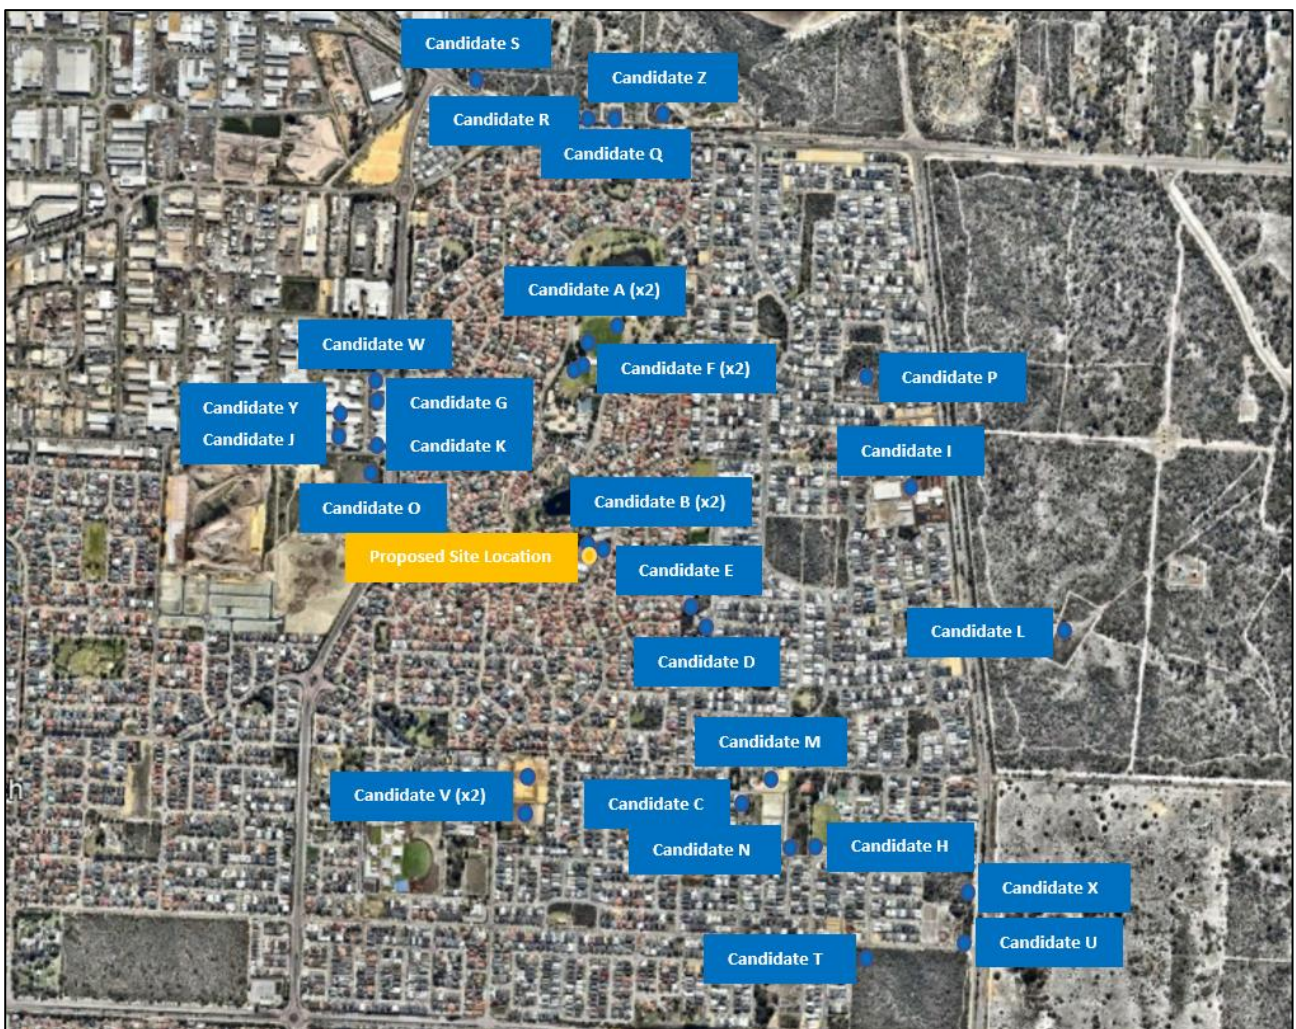 Candidate S
Candidate Z
Candidate R
Candidate Q
Candidate A (x2)
Candidate W
Candidate F (x2)
Candidate P
Candidate Y
Candidate G
Candidate J
Candidate K
Candidate I
Candidate O
Candidate B (x2)
Proposed Site Location
Candidate E
Candidate L
Candidate D
Candidate M
Candidate V (x2)
Candidate C
Candidate N
Candidate H
Candidate X
Candidate U
Candidate T
h